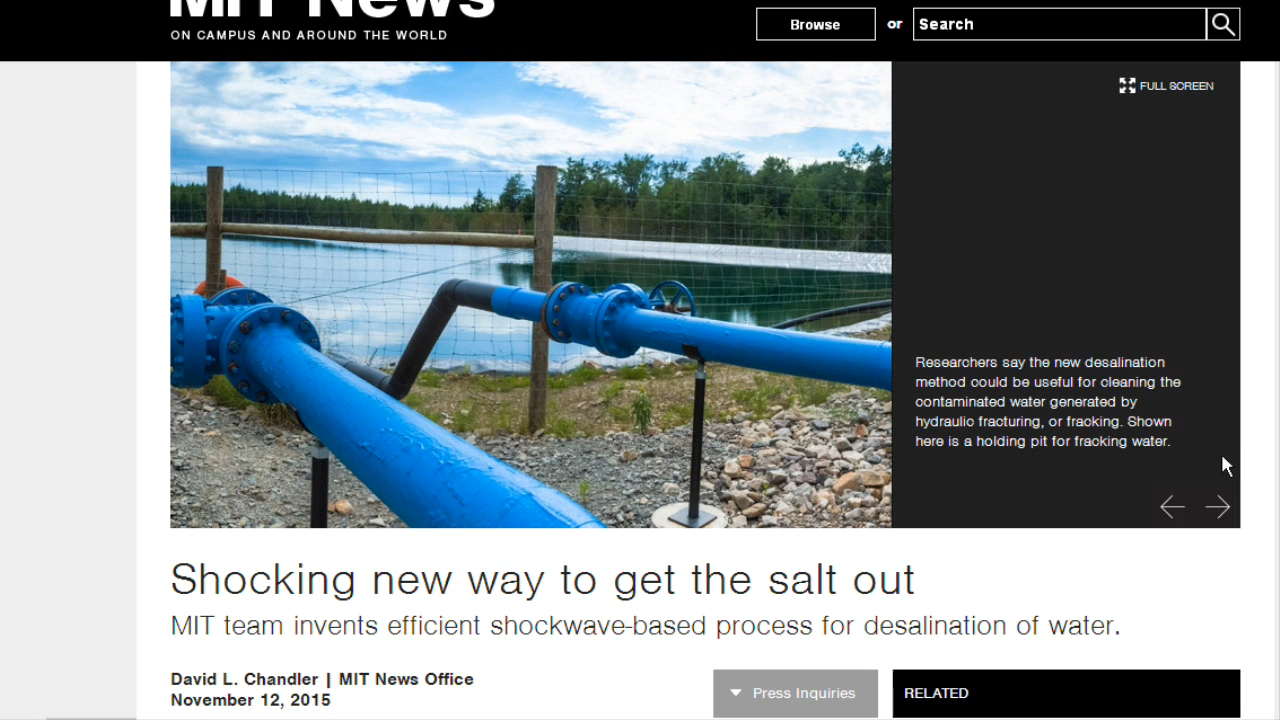 MIT News
ON CAMPUS AND AROUND THE WORLD
Browse
or
Search
FULL SCREEN
Researchers say the new desalination
method could be useful for cleaning the
contaminated water generated by
hydraulic fracturing, or fracking. Shown
here is a holding pit for fracking water.
Shocking new way to get the salt out
MIT team invents efficient shockwave-based process for desalination of water.
David L. Chandler | MIT News Office
November 12, 2015
Press Inquiries
RELATED